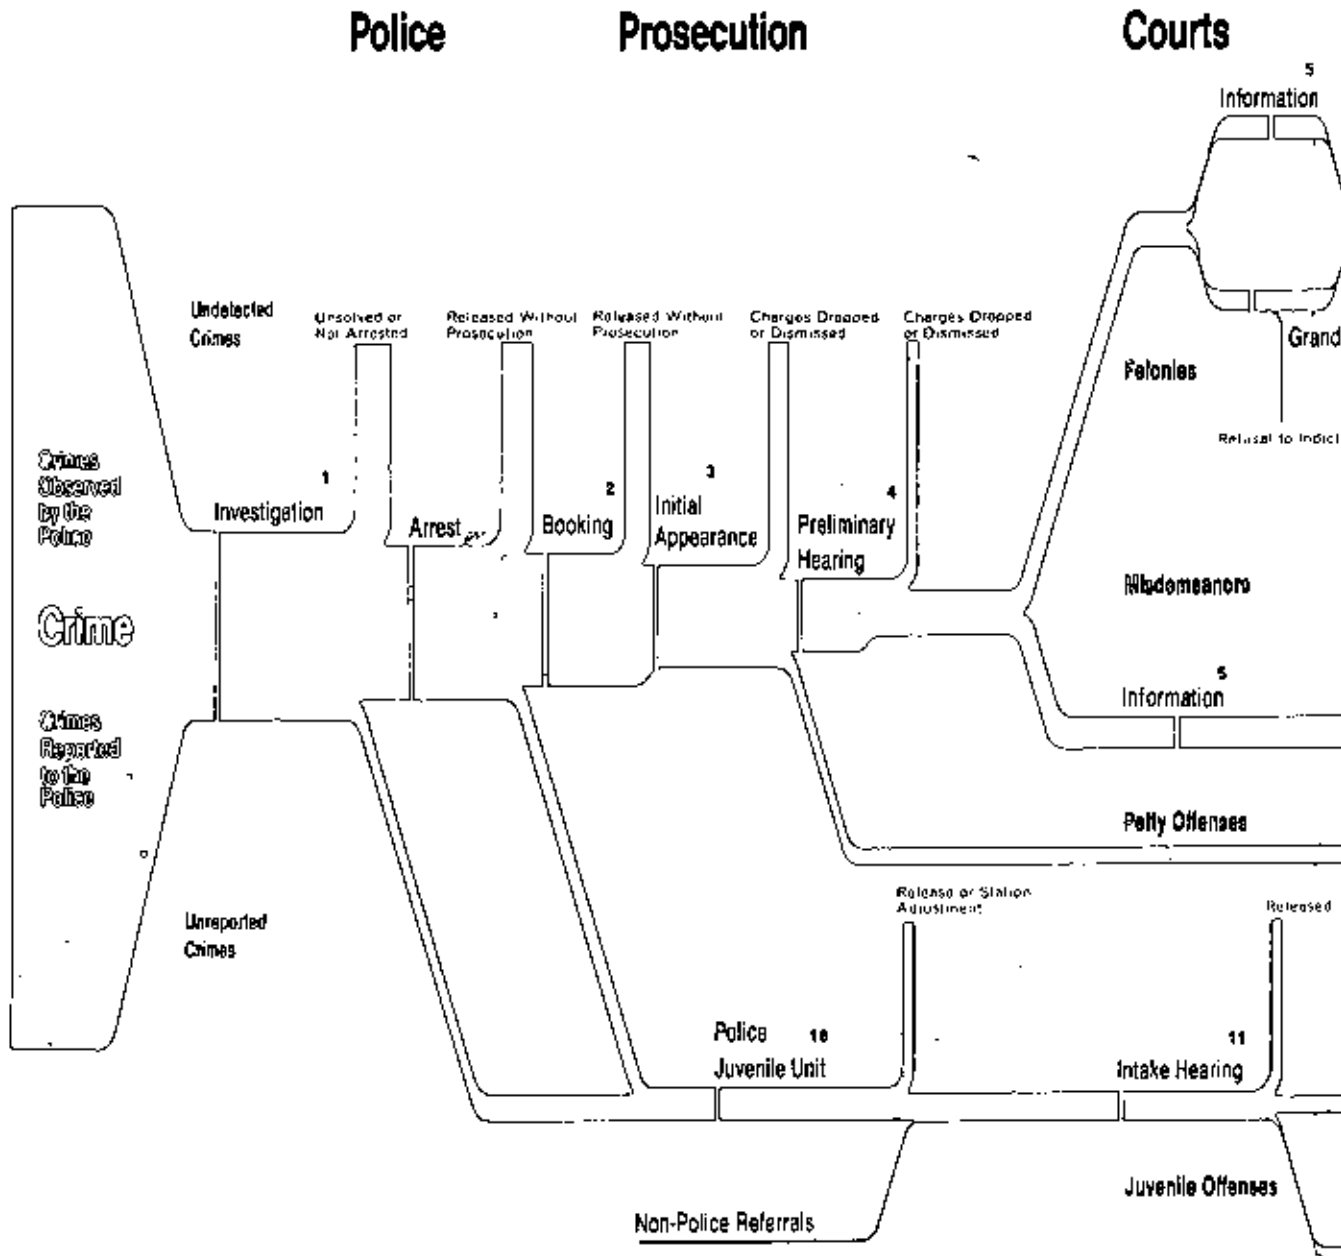 Police
Prosecution
Courts
5
Information
Undetected
Crimes
Unsolved or
Not Arrested
Released Without
Prosecution
Released Without
Prosecution
Charges Dropped
or Dismissed
Charges Dropped
or Dismissed
Grand
Felonies
Refusal to Indict
Crimes
Observed
by the
Police
1
Investigation
Arrest
2
Booking
3
Initial
Appearance
4
Preliminary
Hearing
Misdemeanors
Crime
5
Information
Crimes
Reported
to the
Police
Petty Offenses
Unreported
Crimes
Release or Station
Adjustment
Released
Police
10
Juvenile Unit
11
Intake Hearing
Juvenile Offenses
Non-Police Referrals